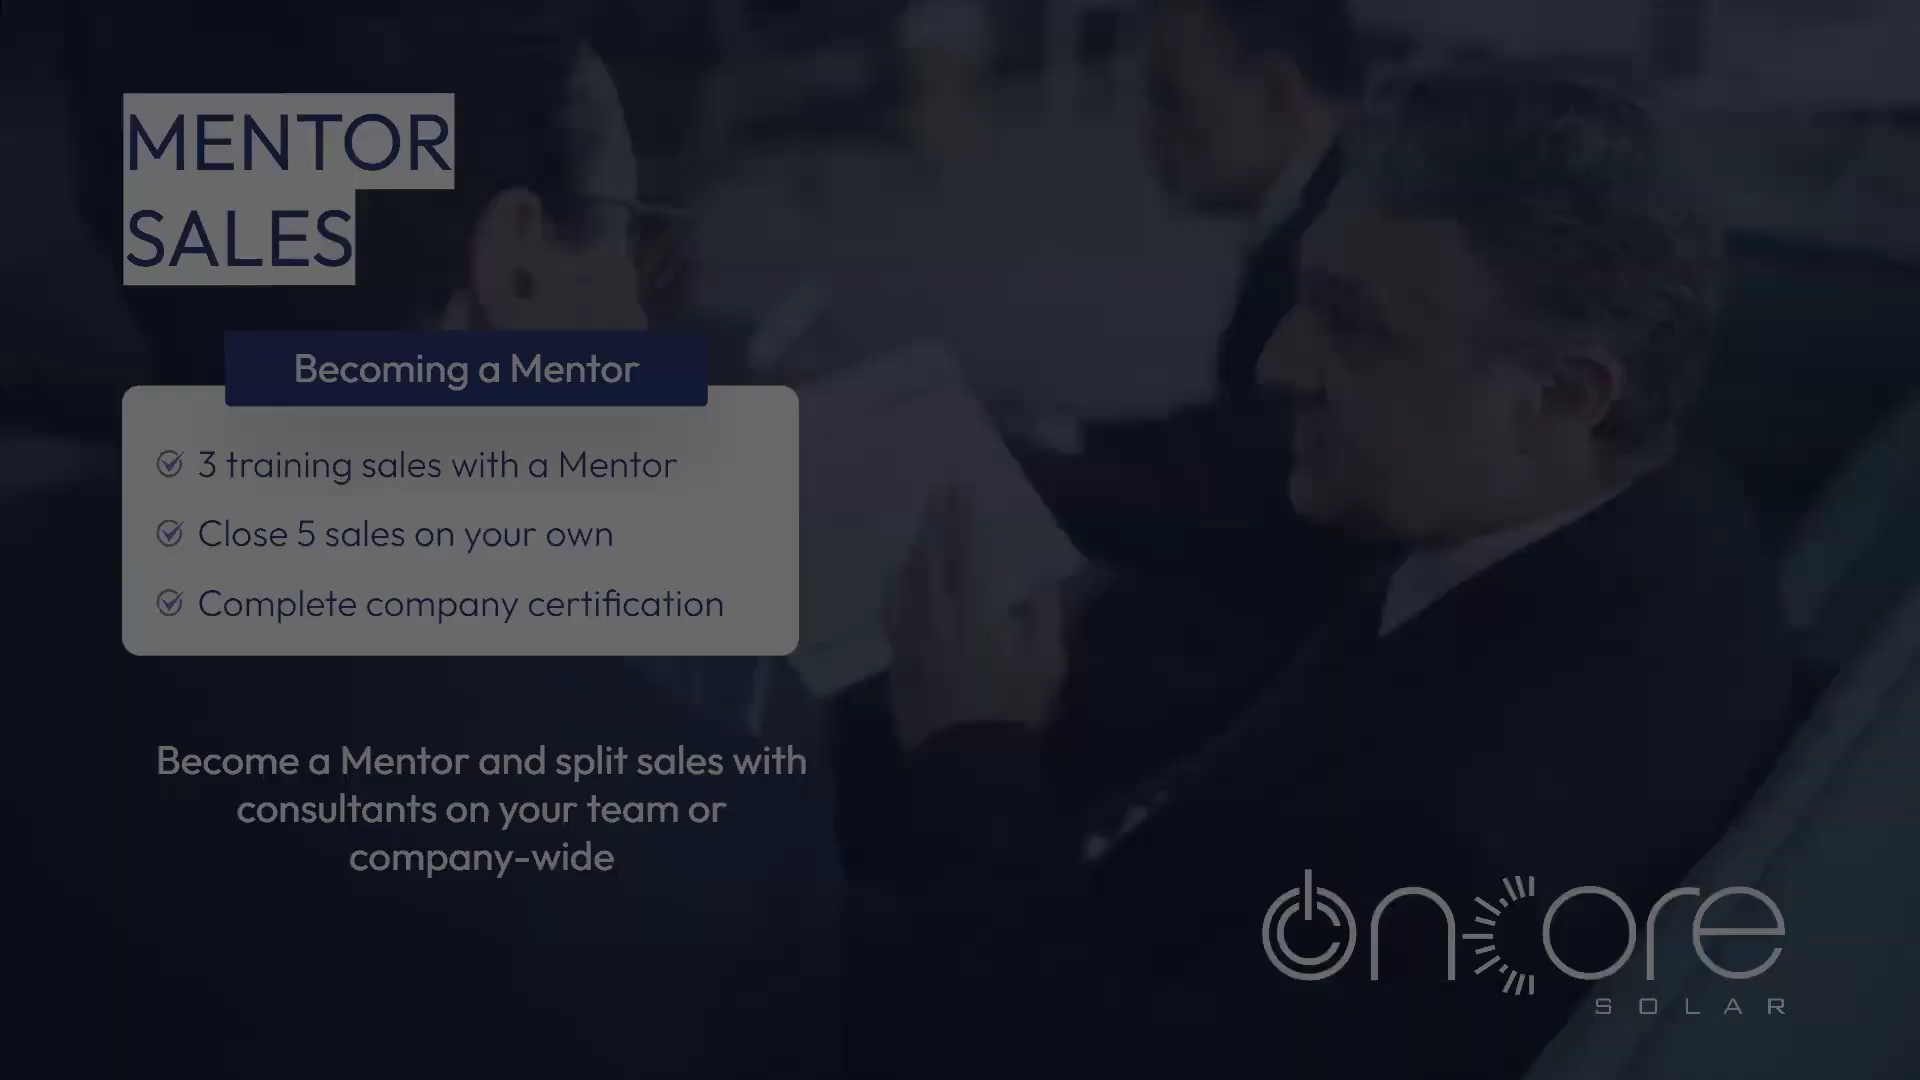 MENTOR
SALES
Becoming a Mentor
3 training sales with a Mentor
Close 5 sales on your own
Complete company certification
Become a Mentor and split sales with
consultants on your team or
company-wide
oncore
SOLAR